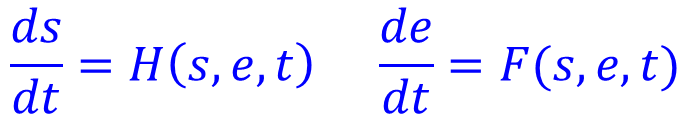 ds/dt = H(s, e, t)    de/dt = F(s, e, t)